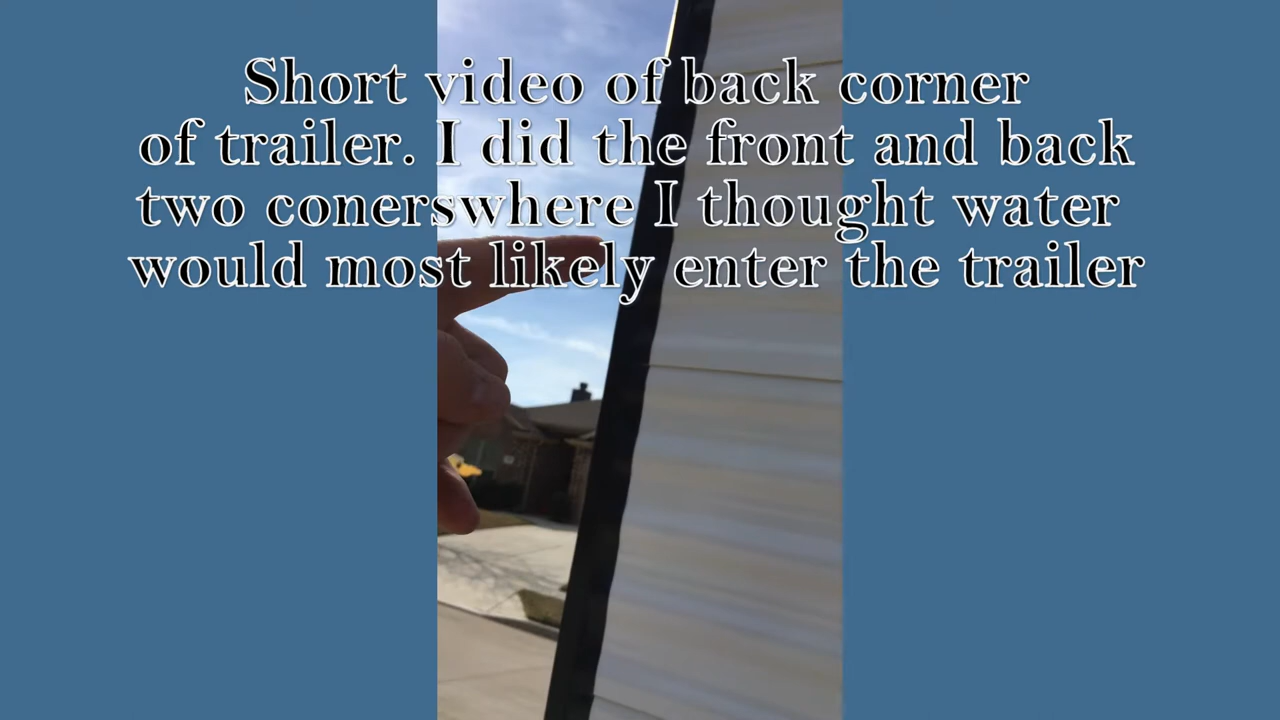 Short video of back corner
of trailer. I did the front and back
two conerswhere I thought water
would most likely enter the trailer